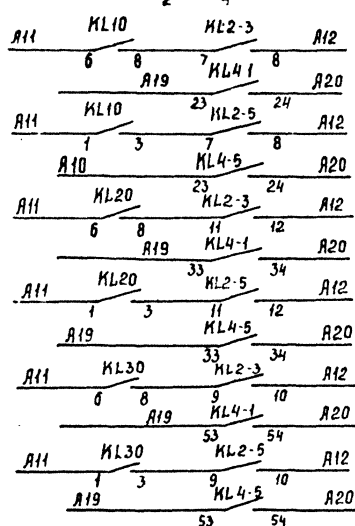 KL10 KL2-3
A11 A12
6 8 7 8
A19 KL4-1 A20
23 24
KL10 KL2-5
A11 A12
1 3 7 8
A10 KL4-5 A20
23 24
KL20 KL2-3
A11 A12
6 8 11 12
A19 KL4-1 A20
33 34
KL20 KL2-5
A11 A12
1 3 11 12
A19 KL4-5 A20
33 34
A11 KL30 KL2-3 A12
6 8 9 10
A19 KL4-1 A20
53 54
A11 KL30 KL2-5 A12
1 3 9 10
A19 KL4-5 A20
53 54